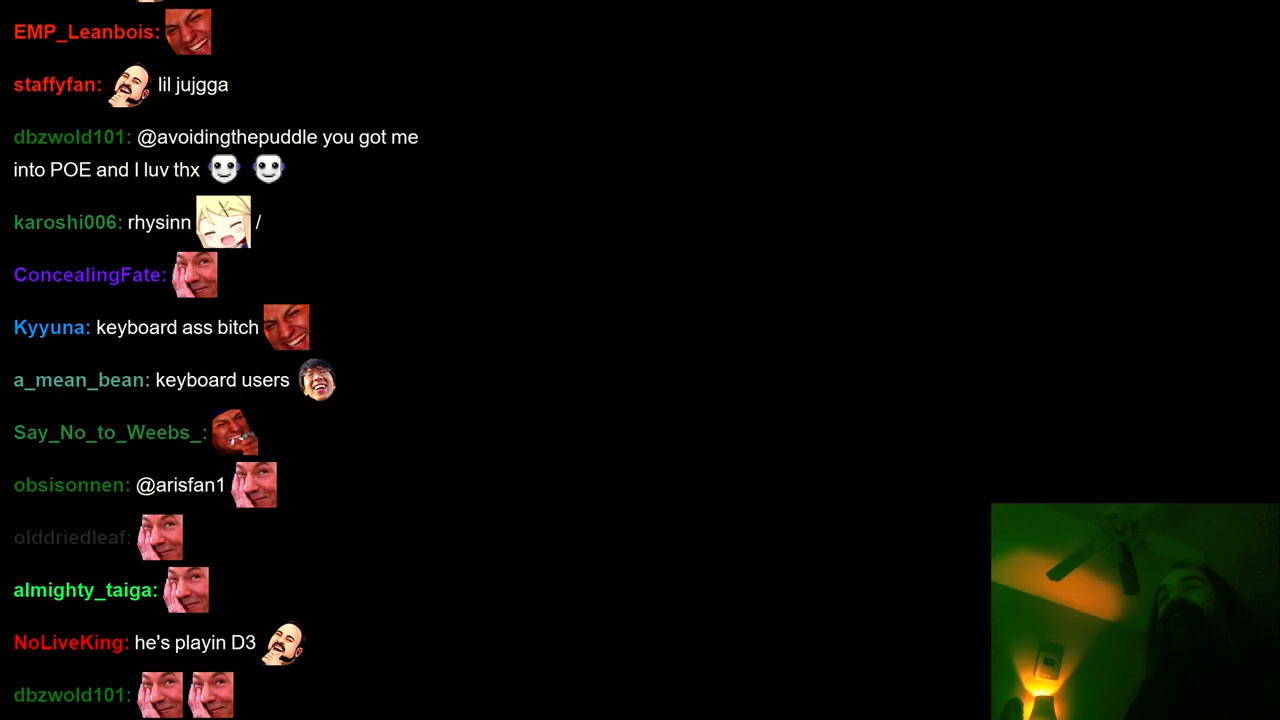 EMP_Leanbois:
staffyfan: lil jujgga
dbzwold101: @avoidingthepuddle you got me
into POE and I luv thx
karoshi006: rhysinn /
ConcealingFate:
Kyyuna: keyboard ass bitch
a_mean_bean: keyboard users
Say_No_to_Weebs_:
obsisonnen: @arisfan1
olddriedleaf:
almighty_taiga:
NoLiveKing: he's playin D3
dbzwold101: